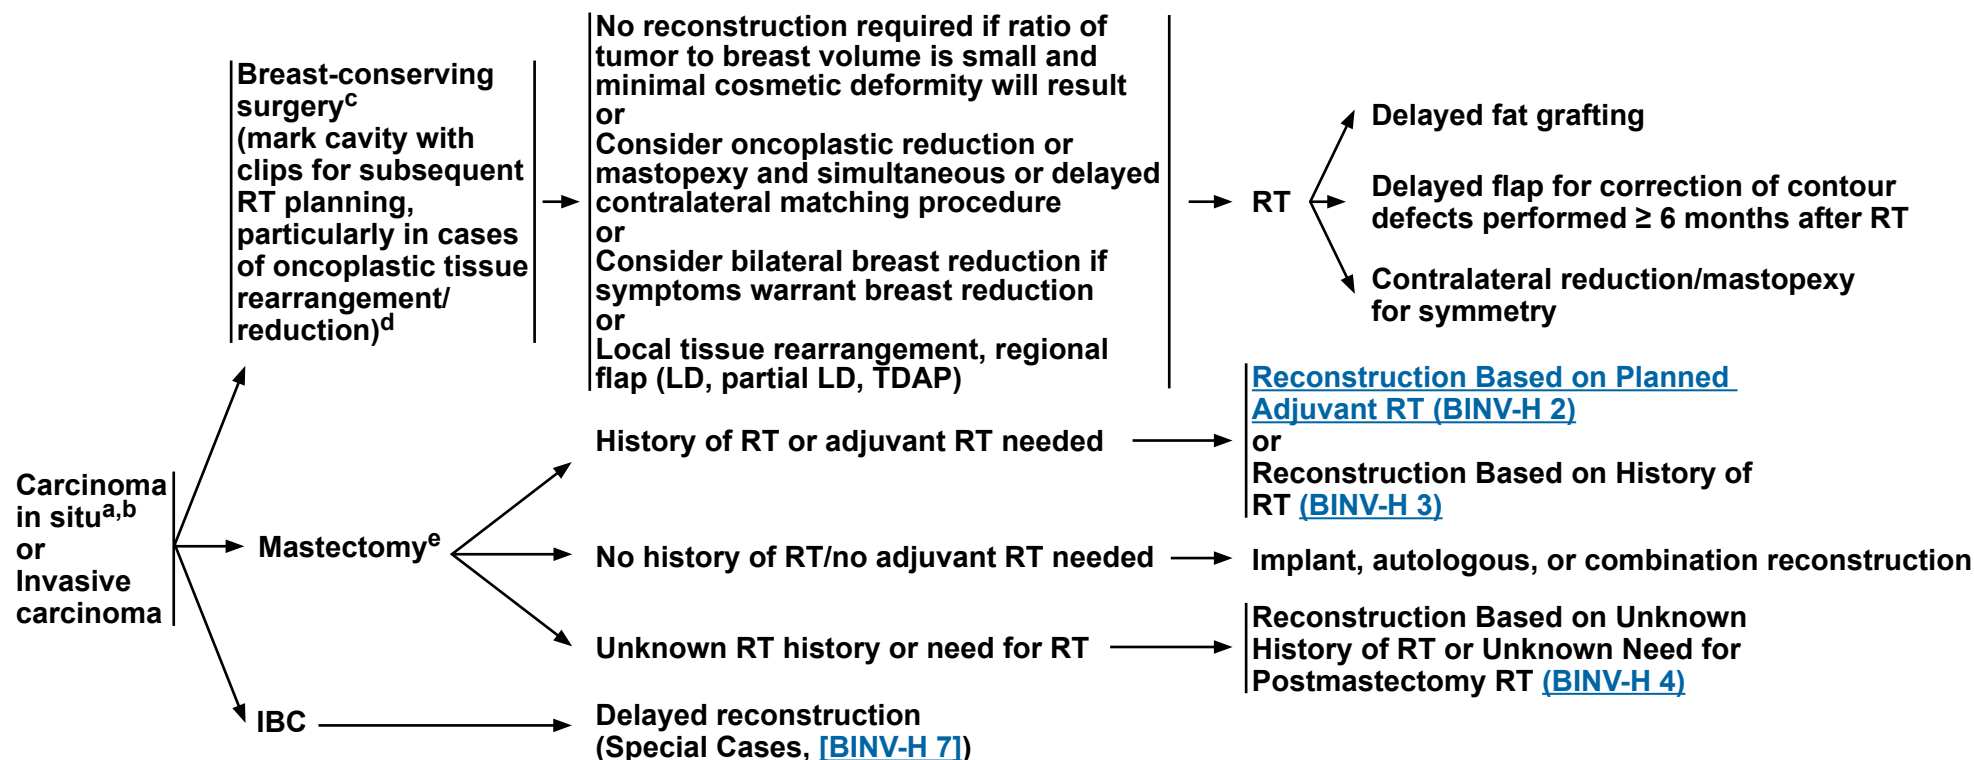 Carcinoma
in situa,b
or
Invasive
carcinoma
Breast-conserving
surgeryc
(mark cavity with
clips for subsequent
RT planning,
particularly in cases
of oncoplastic tissue
rearrangement/
reduction)d
No reconstruction required if ratio of
tumor to breast volume is small and
minimal cosmetic deformity will result
or
Consider oncoplastic reduction or
mastopexy and simultaneous or delayed
contralateral matching procedure
or
Consider bilateral breast reduction if
symptoms warrant breast reduction
or
Local tissue rearrangement, regional
flap (LD, partial LD, TDAP)
RT
Delayed fat grafting
Delayed flap for correction of contour
defects performed ≥ 6 months after RT
Contralateral reduction/mastopexy
for symmetry
Mastectomye
History of RT or adjuvant RT needed
Reconstruction Based on Planned
Adjuvant RT (BINV-H 2)
or
Reconstruction Based on History of
RT (BINV-H 3)
No history of RT/no adjuvant RT needed
Implant, autologous, or combination reconstruction
Unknown RT history or need for RT
Reconstruction Based on Unknown
History of RT or Unknown Need for
Postmastectomy RT (BINV-H 4)
IBC
Delayed reconstruction
(Special Cases, [BINV-H 7])